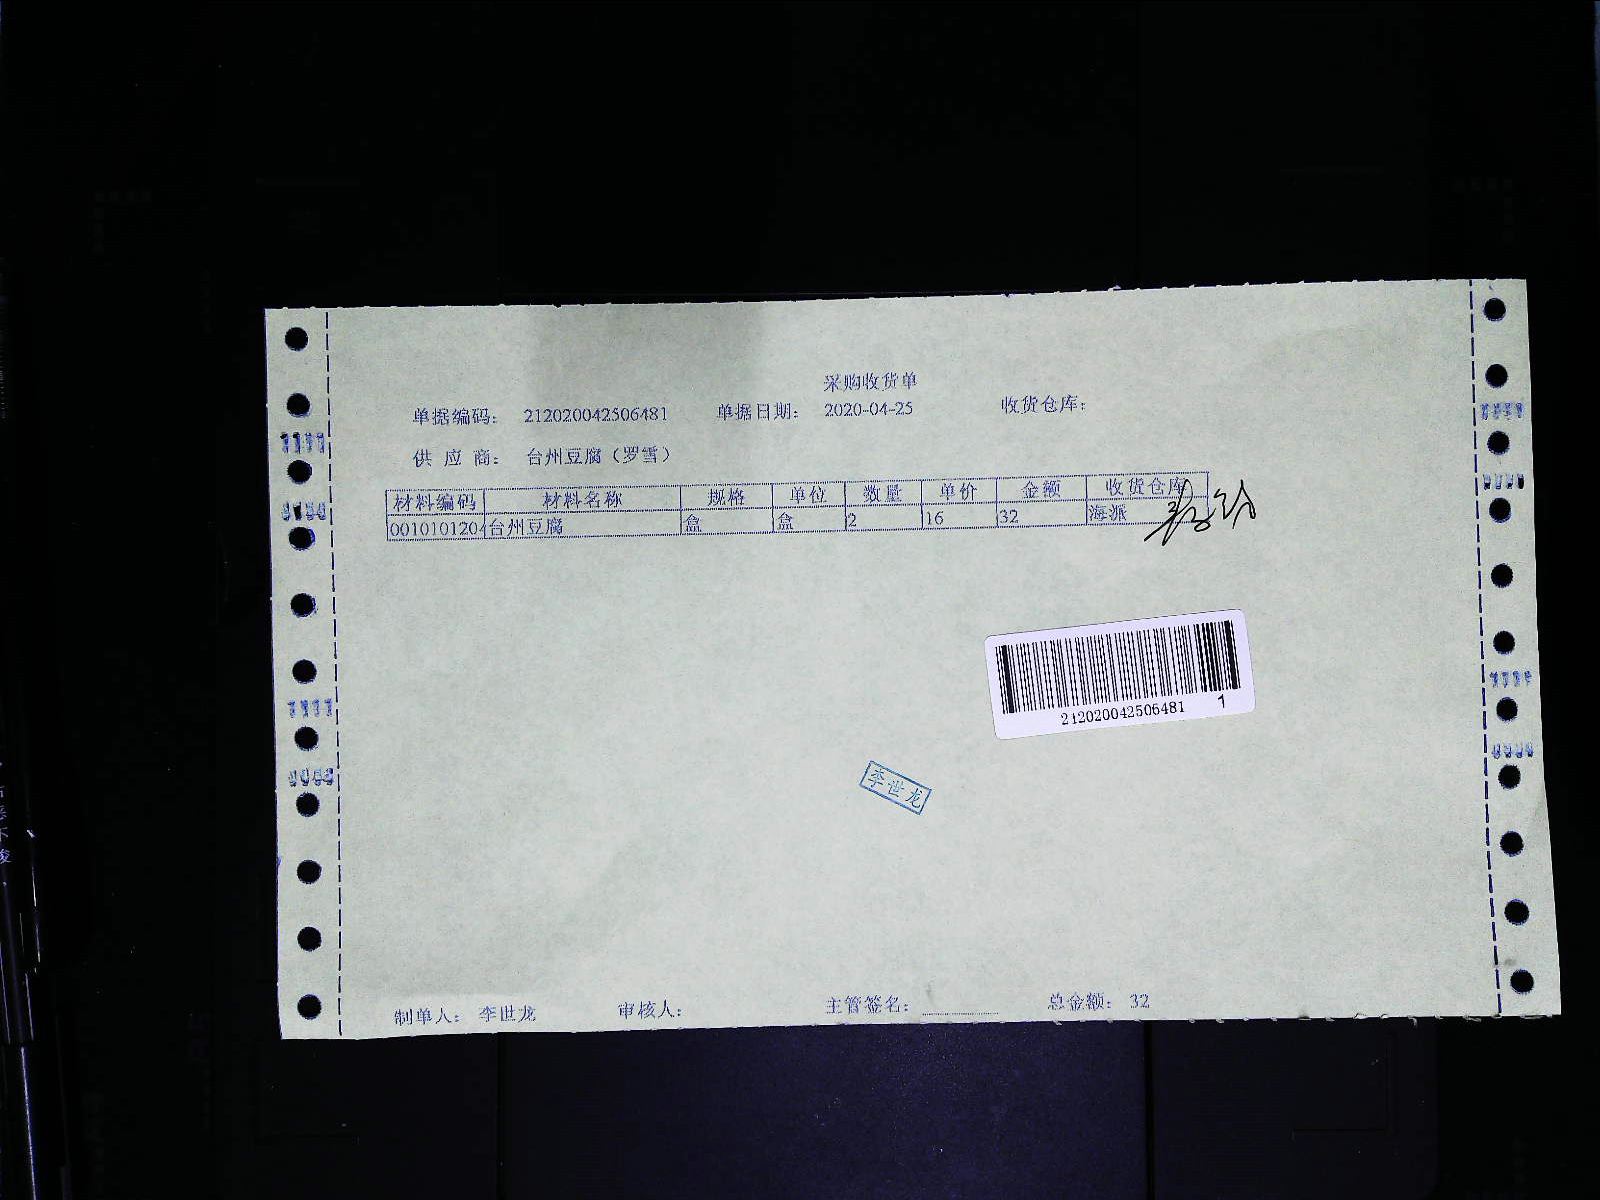 采购收货单
单据编码： 212020042506481 单据日期： 2020-04-25 收货仓库：
供 应 商： 台州豆腐（罗雪）
材料编码 材料名称 规格 单位 数量 单价 金额 收货仓库
001010120 台州豆腐 盒 盒 2 16 32 海派
212020042506481 1
李世龙
制单人： 李世龙 审核人： 主管签名： 总金额： 32